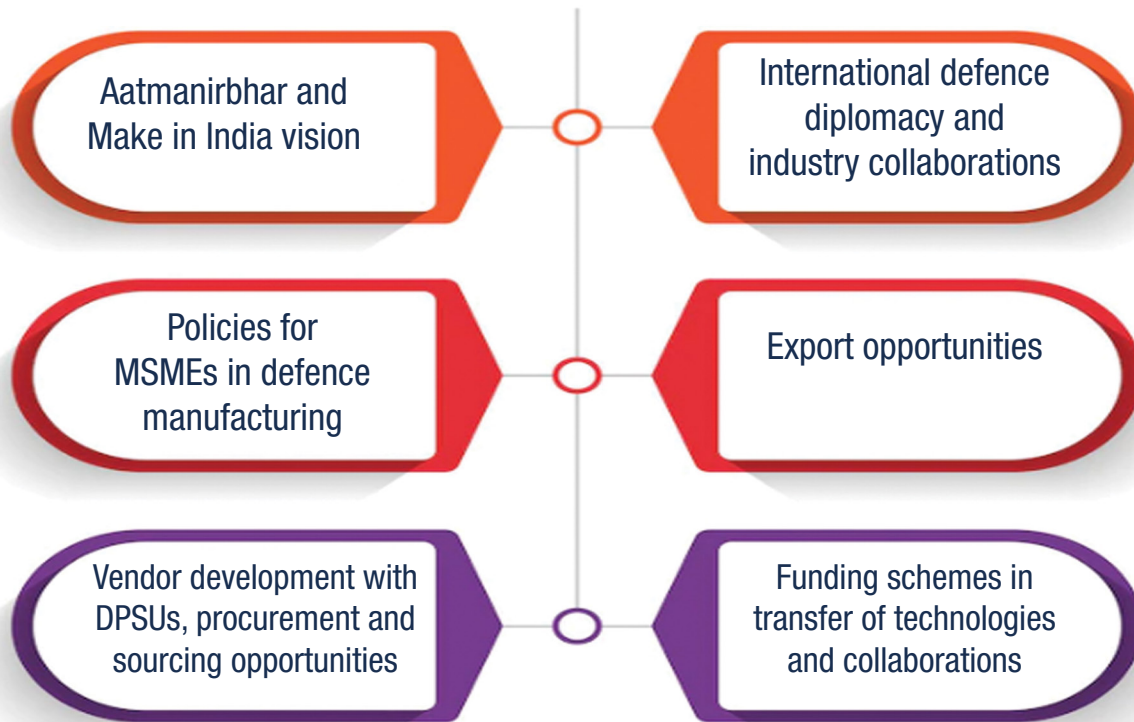 Aatmanirbhar and
Make in India vision
International defence
diplomacy and
industry collaborations
Policies for
MSMEs in defence
manufacturing
Export opportunities
Vendor development with
DPSUs, procurement and
sourcing opportunities
Funding schemes in
transfer of technologies
and collaborations